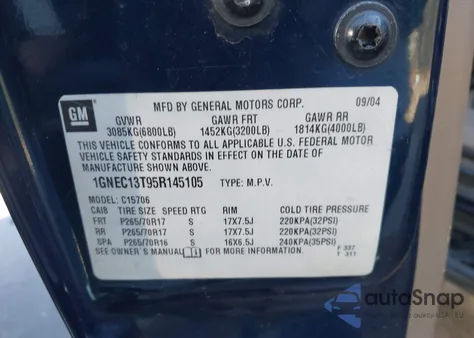 GM
MFD BY GENERAL MOTORS CORP. 09/04
GVWR GAWR FRT GAWR RR
3085KG(6800LB) 1452KG(3200LB) 1814KG(4000LB)
THIS VEHICLE CONFORMS TO ALL APPLICABLE U.S. FEDERAL MOTOR
VEHICLE SAFETY STANDARDS IN EFFECT ON THE DATE OF
MANUFACTURE SHOWN ABOVE.
1GNEC13T95R145105 TYPE: M.P.V.
MODEL: C15706
TIRE SIZE SPEED RTG RIM COLD TIRE PRESSURE
FRT P265/70R17 S 17X7.5J 220KPA(32PSI)
RR P265/70R17 S 17X7.5J 220KPA(32PSI)
SPA P265/70R16 S 16X6.5J 240KPA(35PSI)
SEE OWNER'S MANUAL FOR MORE INFORMATION.
F 337
T 311
autoSnap